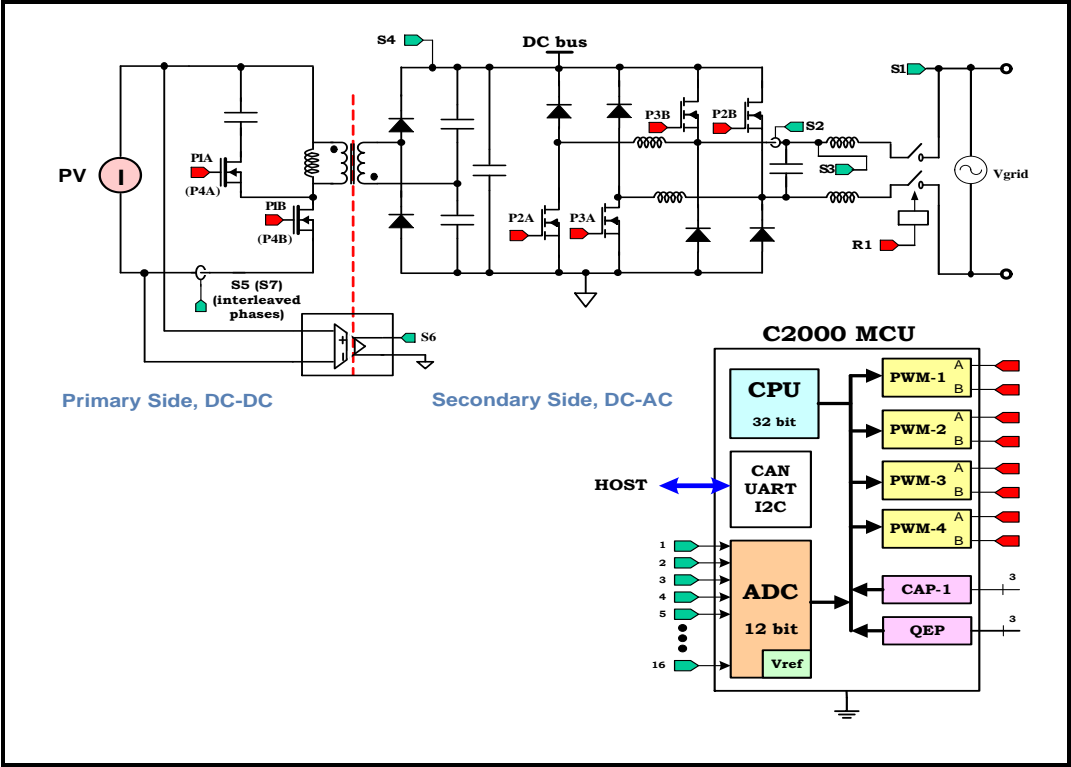 S4
DC bus
S1
P3B
P2B
S2
P1A
(P4A)
PV
I
S3
Vgrid
P1B
(P4B)
P2A
P3A
R1
S5 (S7)
(interleaved
phases)
+
-
S6
Primary Side, DC-DC
Secondary Side, DC-AC
C2000 MCU
CPU
32 bit
PWM-1
A
B
PWM-2
A
B
PWM-3
A
B
PWM-4
A
B
HOST
CAN
UART
I2C
1
2
3
4
5
16
ADC
12 bit
Vref
CAP-1
3
QEP
3